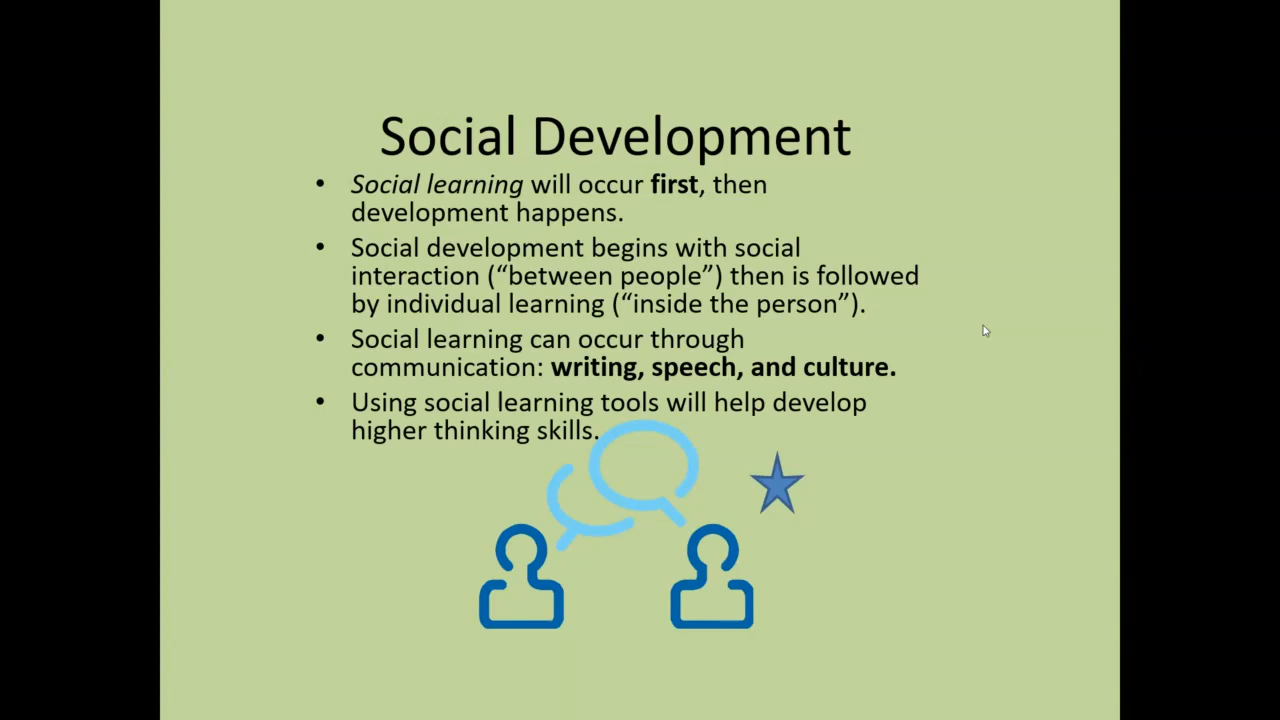 Social Development
• Social learning will occur first, then
development happens.
• Social development begins with social
interaction (“between people”) then is followed
by individual learning (“inside the person”).
• Social learning can occur through
communication: writing, speech, and culture.
• Using social learning tools will help develop
higher thinking skills.